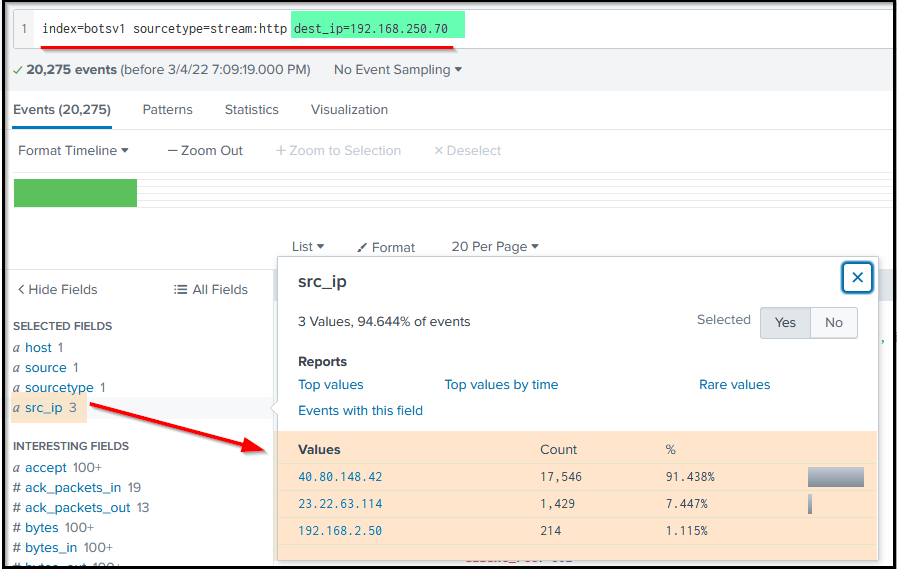 1 index=botsv1 sourcetype=stream:http dest_ip=192.168.250.70
✓ 20,275 events (before 3/4/22 7:09:19.000 PM) No Event Sampling ▾
Events (20,275) Patterns Statistics Visualization
Format Timeline ▾ — Zoom Out + Zoom to Selection × Deselect
List ▾ Format 20 Per Page ▾
< Hide Fields All Fields
SELECTED FIELDS
a host 1
a source 1
a sourcetype 1
a src_ip 3
INTERESTING FIELDS
a accept 100+
# ack_packets_in 19
# ack_packets_out 13
# bytes 100+
# bytes_in 100+
# bytes_out 100+
src_ip ×
3 Values, 94.644% of events Selected Yes No
Reports
Top values Top values by time Rare values
Events with this field
Values Count %
40.80.148.42 17,546 91.438%
23.22.63.114 1,429 7.447%
192.168.2.50 214 1.115%